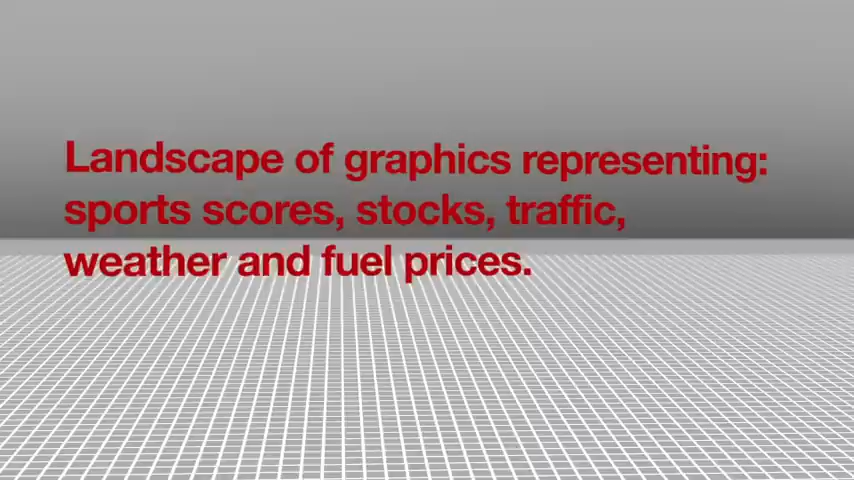 Landscape of graphics representing:
sports scores, stocks, traffic,
weather and fuel prices.